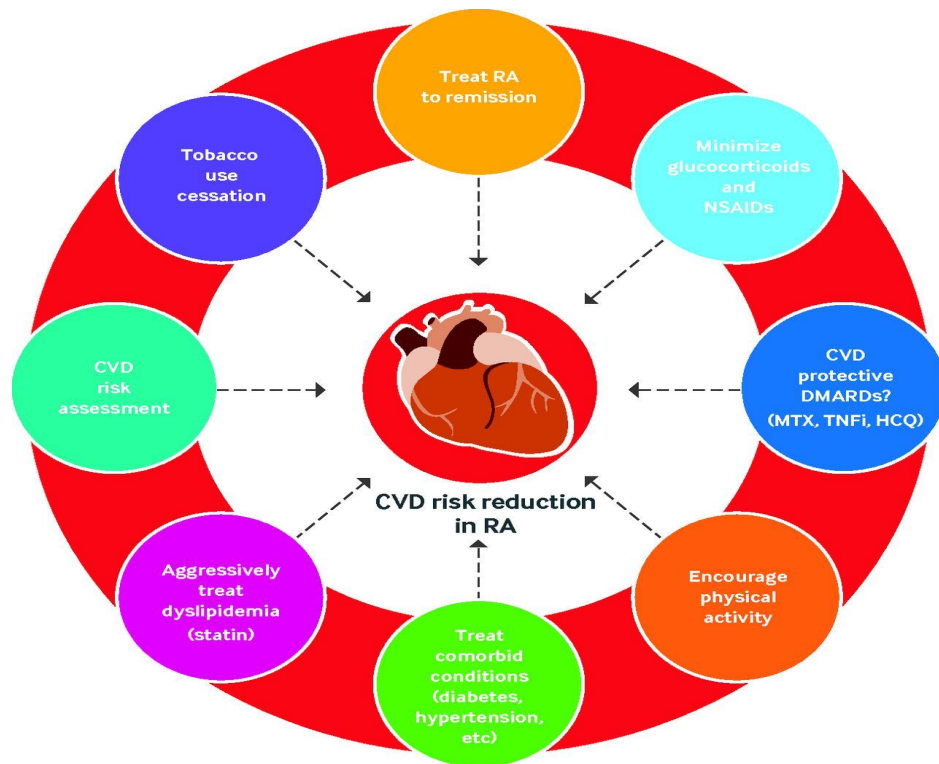 Treat RA
to remission
Minimize
glucocorticoids
and
NSAIDs
CVD
protective
DMARDs?
(MTX, TNFi, HCQ)
Encourage
physical
activity
Treat
comorbid
conditions
(diabetes,
hypertension,
etc)
Aggressively
treat
dyslipidemia
(statin)
CVD
risk
assessment
Tobacco
use
cessation
CVD risk reduction
in RA